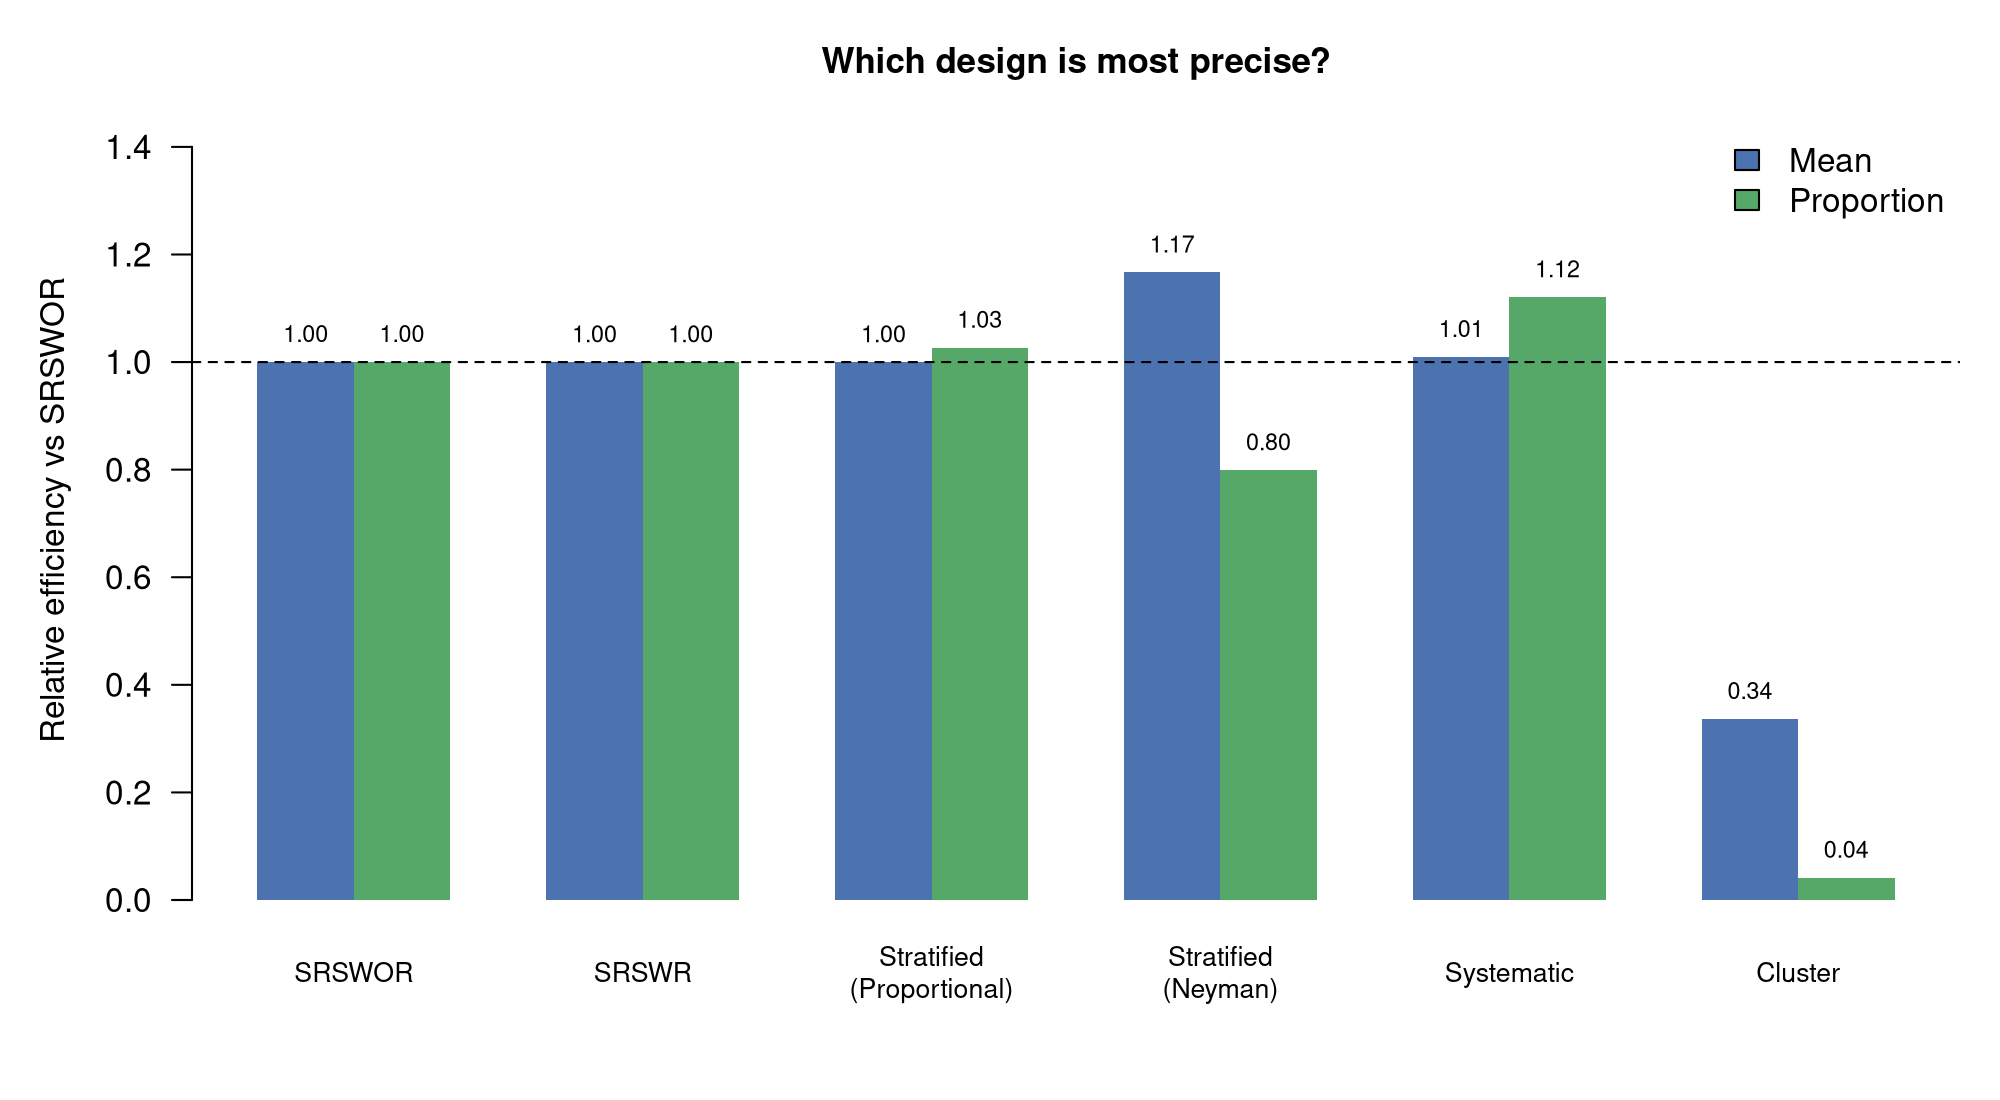 Which design is most precise?
Mean
Proportion
Relative efficiency vs SRSWOR
1.4
1.2
1.0
0.8
0.6
0.4
0.2
0.0
1.00 1.00
1.00 1.00
1.00 1.03
1.17 0.80
1.01 1.12
0.34 0.04
SRSWOR
SRSWR
Stratified
(Proportional)
Stratified
(Neyman)
Systematic
Cluster